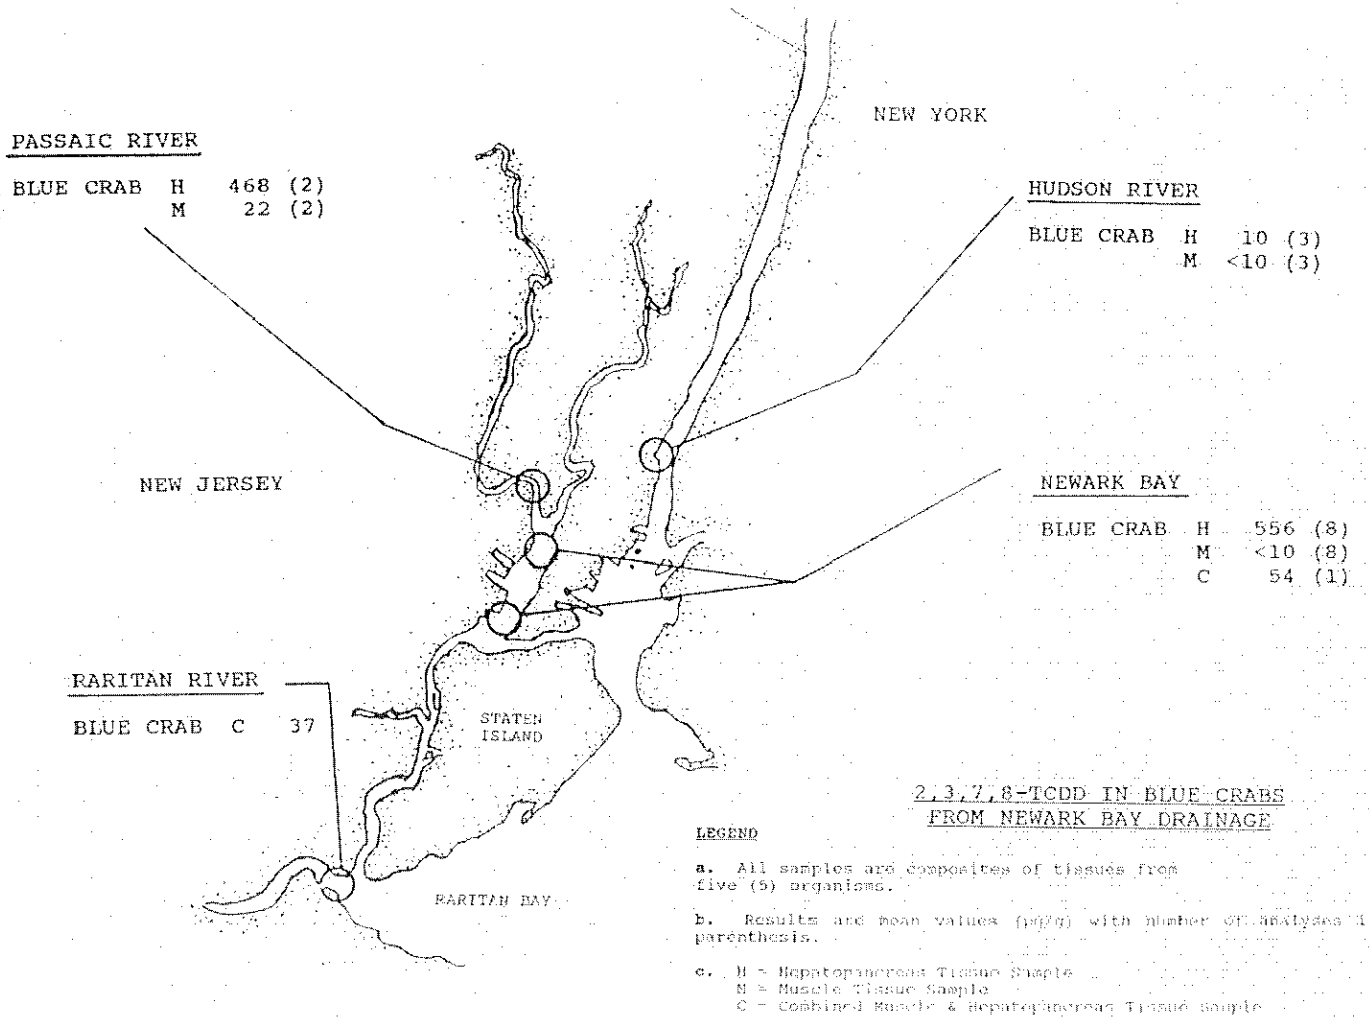 NEW YORK
PASSAIC RIVER
BLUE CRAB H 468 (2)
M 22 (2)
HUDSON RIVER
BLUE CRAB H 10 (3)
M <10 (3)
NEW JERSEY
NEWARK BAY
BLUE CRAB H 556 (8)
M <10 (8)
C 54 (1)
RARITAN RIVER
BLUE CRAB C 37
STATEN
ISLAND
RARITAN BAY
2,3,7,8-TCDD IN BLUE CRABS
FROM NEWARK BAY DRAINAGE
LEGEND
a. All samples are composites of tissues from
five (5) organisms.
b. Results are mean values (pg/g) with number of analyses
parenthesis.
c. H = Hepatopancreas Tissue Sample
M = Muscle Tissue Sample
C = Combined Muscle & Hepatopancreas Tissue Sample